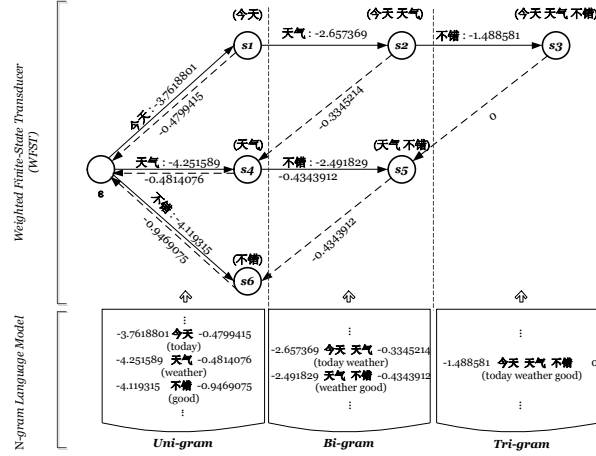 (今天)
(今天 天气)
(今天 天气 不错)
s1
天气 : -2.657369
s2
不错 : -1.488581
s3
今天 : -3.7618801
-0.4799415
-0.3345214
0
(天气)
(天气 不错)
天气 : -4.251589
s4
不错 : -2.491829
s5
-0.4814076
-0.4343912
ε
不错 : -4.119315
-0.9469075
-0.4343912
(不错)
s6
Weighted Finite-State Transducer
(WFST)
N-gram Language Model
⋮
-3.7618801 今天 -0.4799415
(today)
-4.251589 天气 -0.4814076
(weather)
-4.119315 不错 -0.9469075
(good)
⋮
Uni-gram
⋮
-2.657369 今天 天气 -0.3345214
(today weather)
-2.491829 天气 不错 -0.4343912
(weather good)
⋮
Bi-gram
⋮
-1.488581 今天 天气 不错 0
(today weather good)
⋮
Tri-gram